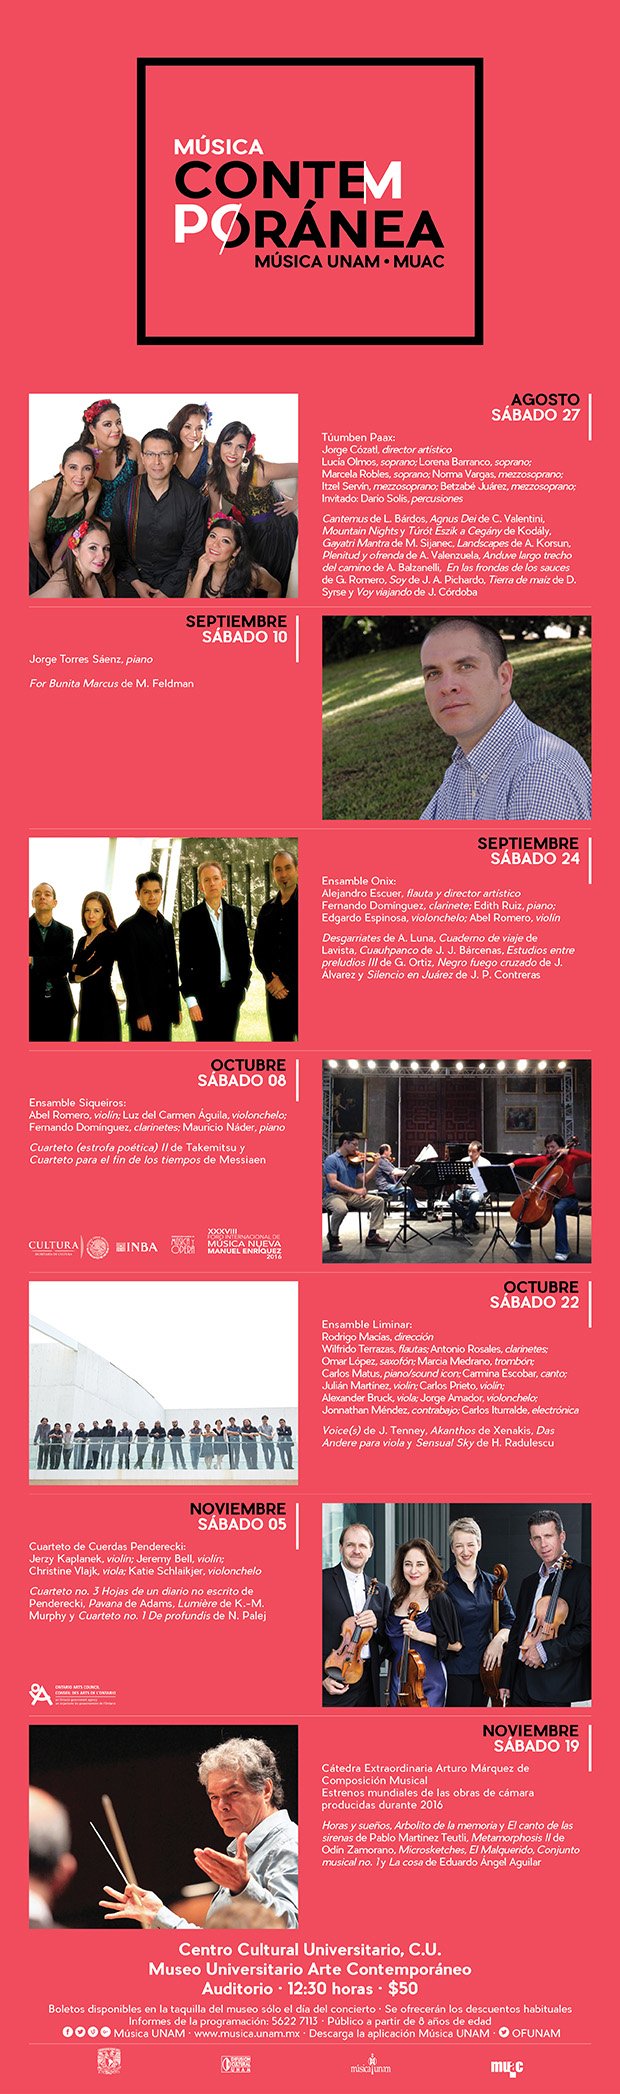 MÚSICA
CONTEM
PORÁNEA
MÚSICA UNAM • MUAC
AGOSTO
SÁBADO 27
Túumben Paax:
Jorge Cózatl, director artístico
Lucía Olmos, soprano; Lorena Barranco, soprano;
Marcela Robles, soprano; Norma Vargas, mezzosoprano;
Itzel Servín, mezzosoprano; Betzabé Juárez, mezzosoprano;
Invitado: Darío Solís, percusiones
Cantemus de L. Bárdos, Agnus Dei de C. Valentini,
Mountain Nights y Túrót Eszik a Cegány de Kodály,
Gayatri Mantra de M. Sijanec, Landscapes de A. Korsun,
Plenitud y ofrenda de A. Valenzuela, Anduve largo trecho
del camino de A. Balzanelli, En las frondas de los sauces
de G. Romero, Soy de J. A. Pichardo, Tierra de maíz de D.
Syrse y Voy viajando de J. Córdoba
SEPTIEMBRE
SÁBADO 10
Jorge Torres Sáenz, piano
For Bunita Marcus de M. Feldman
SEPTIEMBRE
SÁBADO 24
Ensamble Onix:
Alejandro Escuer, flauta y director artístico
Fernando Domínguez, clarinete; Edith Ruiz, piano;
Edgardo Espinosa, violonchelo; Abel Romero, violín
Desgarriates de A. Luna, Cuaderno de viaje de
Lavista, Cuauhpanco de J. J. Bárcenas, Estudios entre
preludios III de G. Ortiz, Negro fuego cruzado de J.
Álvarez y Silencio en Juárez de J. P. Contreras
OCTUBRE
SÁBADO 08
Ensamble Siqueiros:
Abel Romero, violín; Luz del Carmen Águila, violonchelo;
Fernando Domínguez, clarinetes; Mauricio Náder, piano
Cuarteto (estrofa poética) II de Takemitsu y
Cuarteto para el fin de los tiempos de Messiaen
CULTURA
SECRETARÍA DE CULTURA
INBA
MÚSICA Y
ÓPERA
XXXVIII
FORO INTERNACIONAL DE
MÚSICA NUEVA
MANUEL ENRÍQUEZ
2016
OCTUBRE
SÁBADO 22
Ensamble Liminar:
Rodrigo Macías, dirección
Wilfrido Terrazas, flautas; Antonio Rosales, clarinetes;
Omar López, saxofón; Marcia Medrano, trombón;
Carlos Matus, piano/sound icon; Carmina Escobar, canto;
Julián Martínez, violín; Carlos Prieto, violín;
Alexander Bruck, viola; Jorge Amador, violonchelo;
Jonnathan Méndez, contrabajo; Carlos Iturralde, electrónica
Voice(s) de J. Tenney, Akanthos de Xenakis, Das
Andere para viola y Sensual Sky de H. Radulescu
NOVIEMBRE
SÁBADO 05
Cuarteto de Cuerdas Penderecki:
Jerzy Kaplanek, violín; Jeremy Bell, violín;
Christine Vlajk, viola; Katie Schlaikjer, violonchelo
Cuarteto no. 3 Hojas de un diario no escrito de
Penderecki, Pavana de Adams, Lumière de K.-M.
Murphy y Cuarteto no. 1 De profundis de N. Palej
ONTARIO ARTS COUNCIL
CONSEIL DES ARTS DE L'ONTARIO
NOVIEMBRE
SÁBADO 19
Cátedra Extraordinaria Arturo Márquez de
Composición Musical
Estrenos mundiales de las obras de cámara
producidas durante 2016
Horas y sueños, Arbolito de la memoria y El canto de las
sirenas de Pablo Martínez Teutli, Metamorphosis II de
Odín Zamorano, Microsketches, El Malquerido, Conjunto
musical no. 1 y La cosa de Eduardo Ángel Aguilar
Centro Cultural Universitario, C.U.
Museo Universitario Arte Contemporáneo
Auditorio · 12:30 horas · $50
Boletos disponibles en la taquilla del museo sólo el día del concierto · Se ofrecerán los descuentos habituales
Informes de la programación: 5622 7113 · Público a partir de 8 años de edad
Música UNAM · www.musica.unam.mx · Descarga la aplicación Música UNAM · OFUNAM
DIFUSIÓN CULTURAL UNAM
música unam
muac